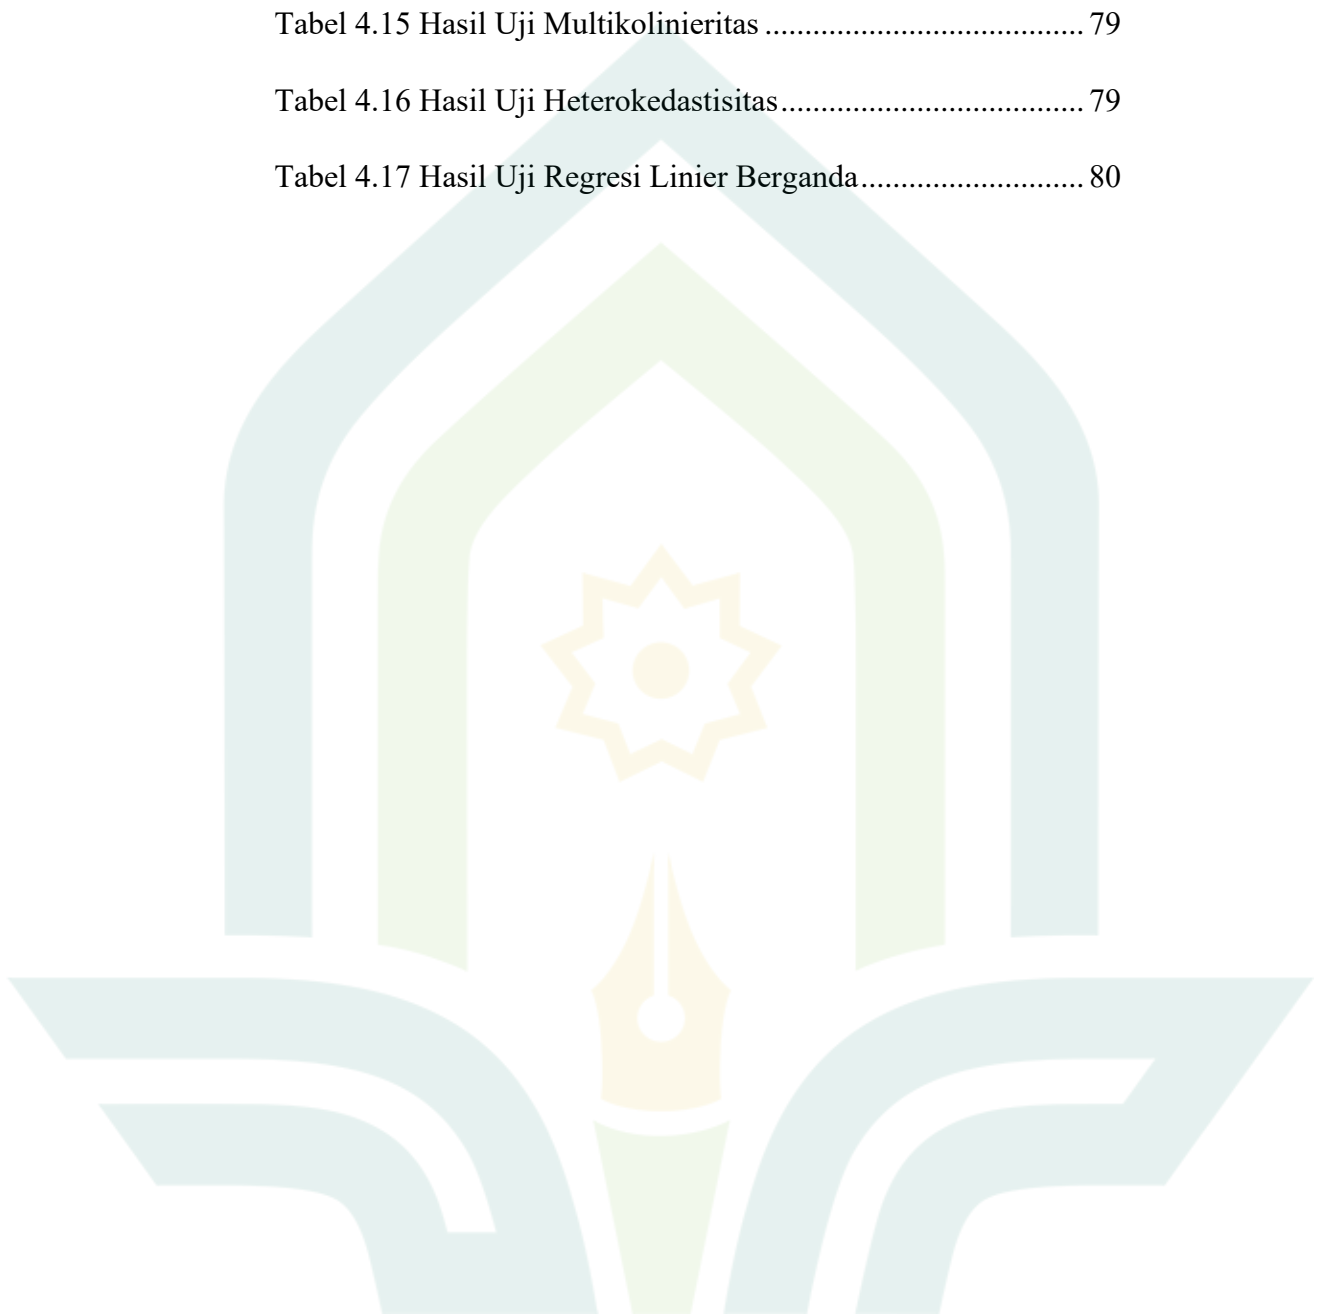 Tabel 4.15 Hasil Uji Multikolinieritas ........................................ 79
Tabel 4.16 Hasil Uji Heterokedastisitas...................................... 79
Tabel 4.17 Hasil Uji Regresi Linier Berganda............................ 80